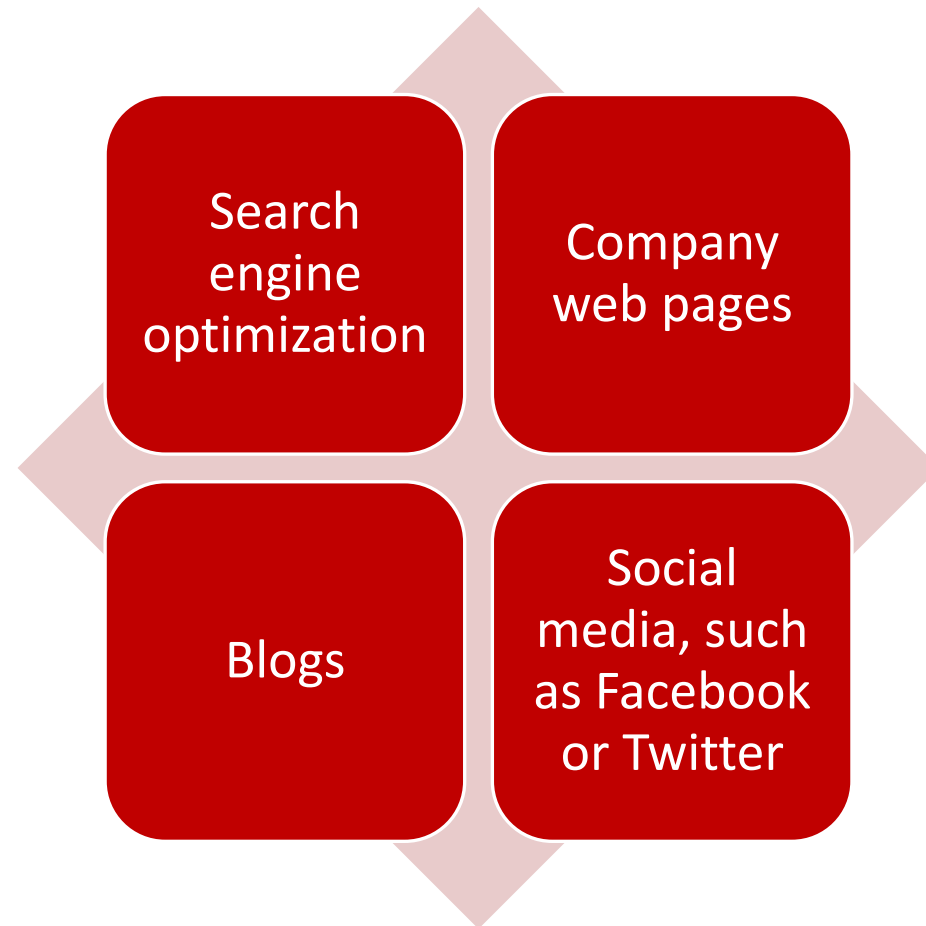 Search
engine
optimization
Company
web pages
Blogs
Social
media, such
as Facebook
or Twitter